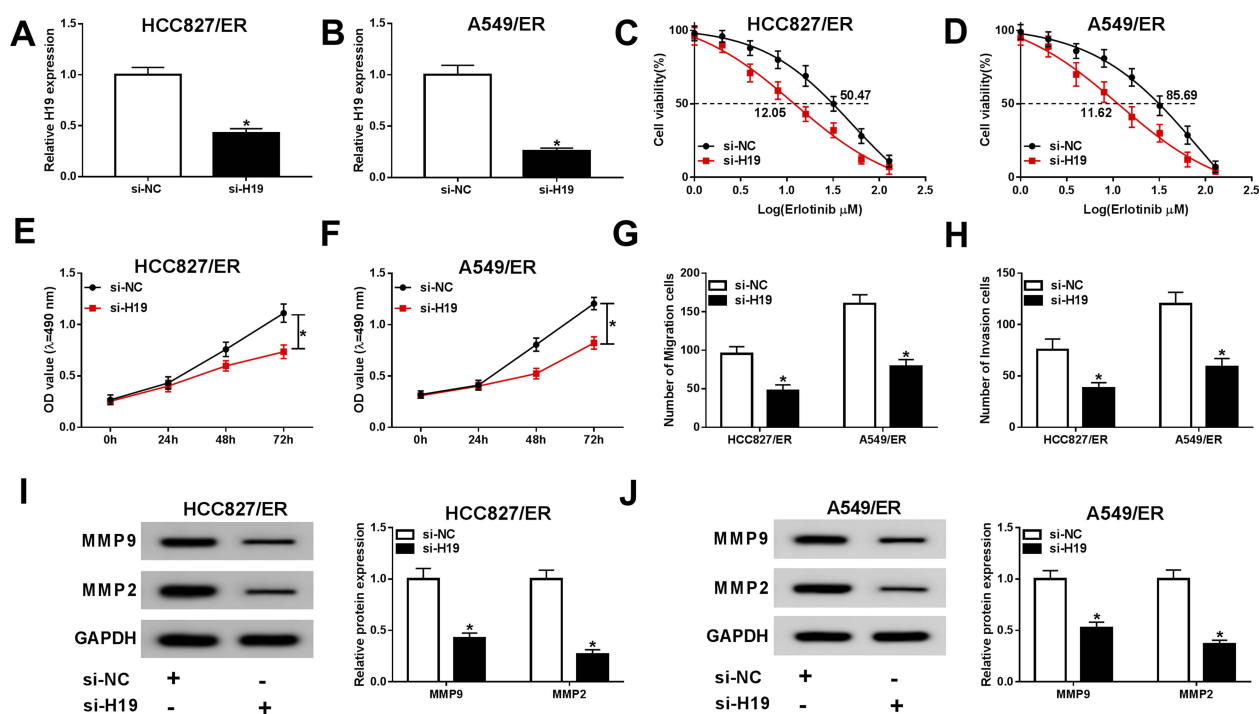 A
HCC827/ER
Relative H19 expression
1.5
1.0
0.5
0.0
*
si-NC
si-H19
B
A549/ER
Relative H19 expression
1.5
1.0
0.5
0.0
*
si-NC
si-H19
C
HCC827/ER
Cell viability(%)
100
50
0
50.47
12.05
si-NC
si-H19
0.0 0.5 1.0 1.5 2.0 2.5
Log(Erlotinib μM)
D
A549/ER
Cell viability(%)
100
50
0
85.69
11.62
si-NC
si-H19
0.0 0.5 1.0 1.5 2.0 2.5
Log(Erlotinib μM)
E
HCC827/ER
OD value (λ=490 nm)
1.5
1.0
0.5
0.0
si-NC
si-H19
*
0h 24h 48h 72h
F
A549/ER
OD value (λ=490 nm)
1.5
1.0
0.5
0.0
si-NC
si-H19
*
0h 24h 48h 72h
G
Number of Migration cells
200
150
100
50
0
si-NC
si-H19
*
*
HCC827/ER A549/ER
H
Number of Invasion cells
150
100
50
0
si-NC
si-H19
*
*
HCC827/ER A549/ER
I
HCC827/ER
MMP9
MMP2
GAPDH
si-NC + -
si-H19 - +
HCC827/ER
Relative protein expression
1.5
1.0
0.5
0.0
si-NC
si-H19
*
*
MMP9 MMP2
J
A549/ER
MMP9
MMP2
GAPDH
si-NC + -
si-H19 - +
A549/ER
Relative protein expression
1.5
1.0
0.5
0.0
si-NC
si-H19
*
*
MMP9 MMP2